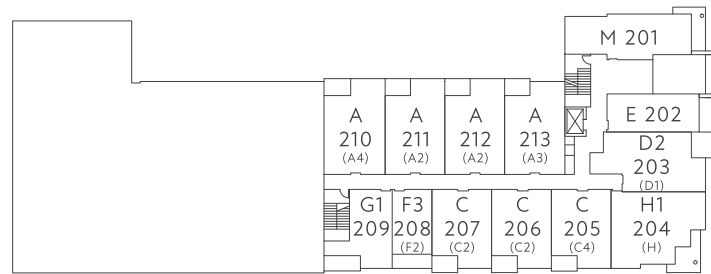 M 201
E 202
D2
203
(D1)
A
210
(A4)
A
211
(A2)
A
212
(A2)
A
213
(A3)
G1
209
F3
208
(F2)
C
207
(C2)
C
206
(C2)
C
205
(C4)
H1
204
(H)